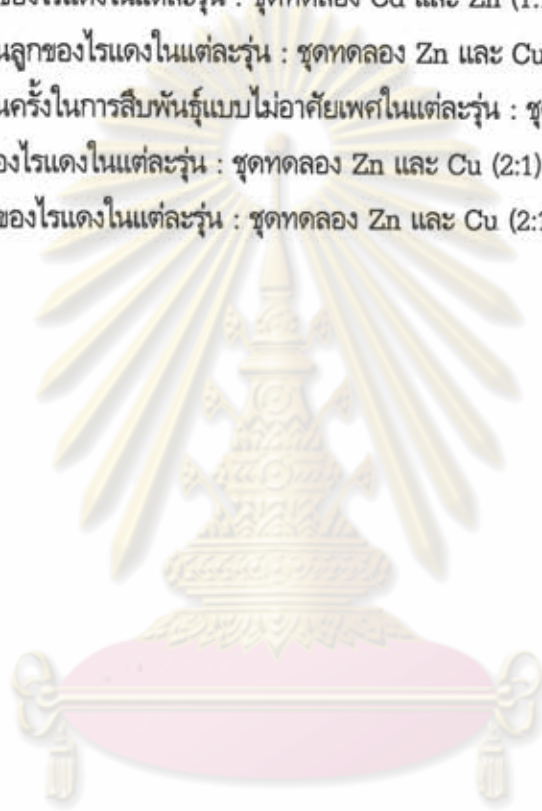 ของไรแดงในแต่ละรุ่น : ชุดทดลอง Cu และ Zn (1:
นลูกของไรแดงในแต่ละรุ่น : ชุดทดลอง Zn และ Cu
นครั้งในการสืบพันธุ์แบบไม่อาศัยเพศในแต่ละรุ่น : ชุ
องไรแดงในแต่ละรุ่น : ชุดทดลอง Zn และ Cu (2:1)
ของไรแดงในแต่ละรุ่น : ชุดทดลอง Zn และ Cu (2:1